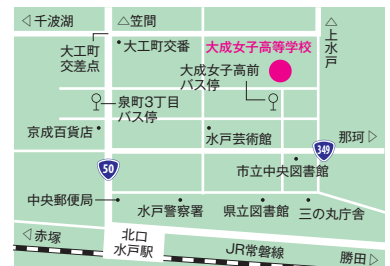 ◁千波湖
△笠間
△上水戸
大工町
交差点
大工町交番
大成女子高等学校
大成女子高前
バス停
泉町3丁目
バス停
京成百貨店
水戸芸術館
349
那珂▷
50
市立中央図書館
中央郵便局
水戸警察署
県立図書館
三の丸庁舎
◁赤塚
北口
水戸駅
JR常磐線
勝田▷